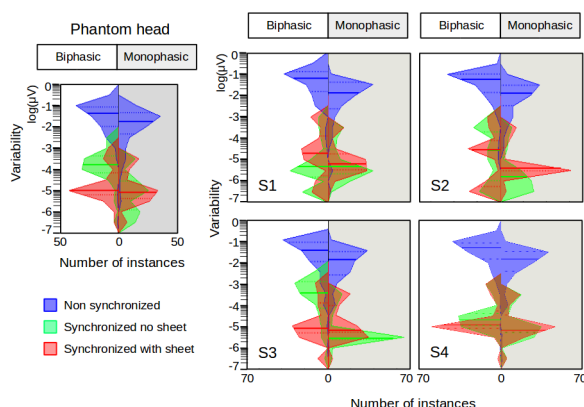 Phantom head
Biphasic Monophasic
Biphasic Monophasic
Biphasic Monophasic
Variability
log(μV)
0
-1
-2
-3
-4
-5
-6
-7
50 0 50
Number of instances
Non synchronized
Synchronized no sheet
Synchronized with sheet
Variability
log(μV)
0
-1
-2
-3
-4
-5
-6
-7
S1 S2
0
-1
-2
-3
-4
-5
-6
-7
S3 S4
70 0 70 0 70
Number of instances